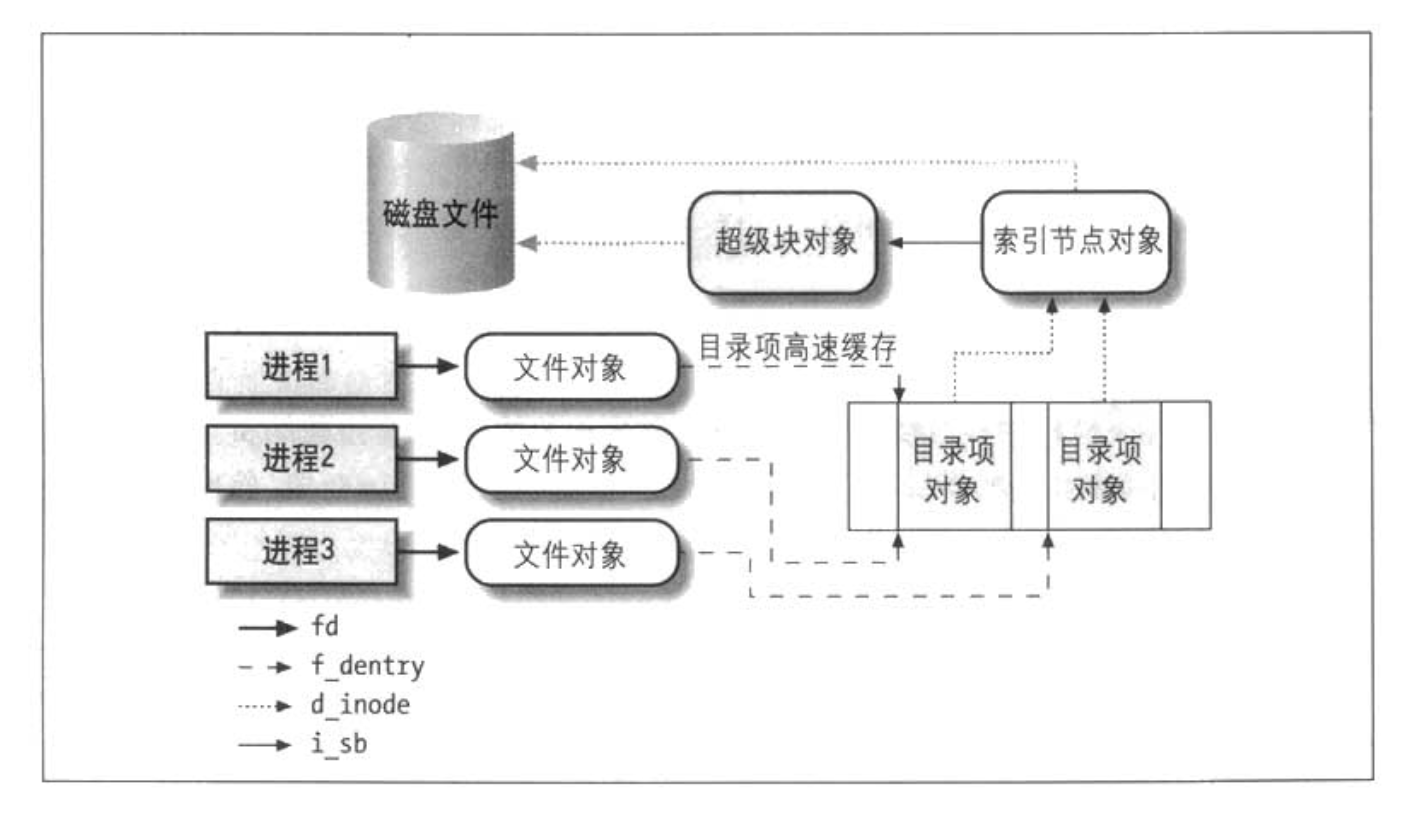 磁盘文件
超级块对象
索引节点对象
进程1
文件对象
目录项高速缓存
进程2
文件对象
目录项
对象
目录项
对象
进程3
文件对象
fd
f_dentry
d_inode
i_sb